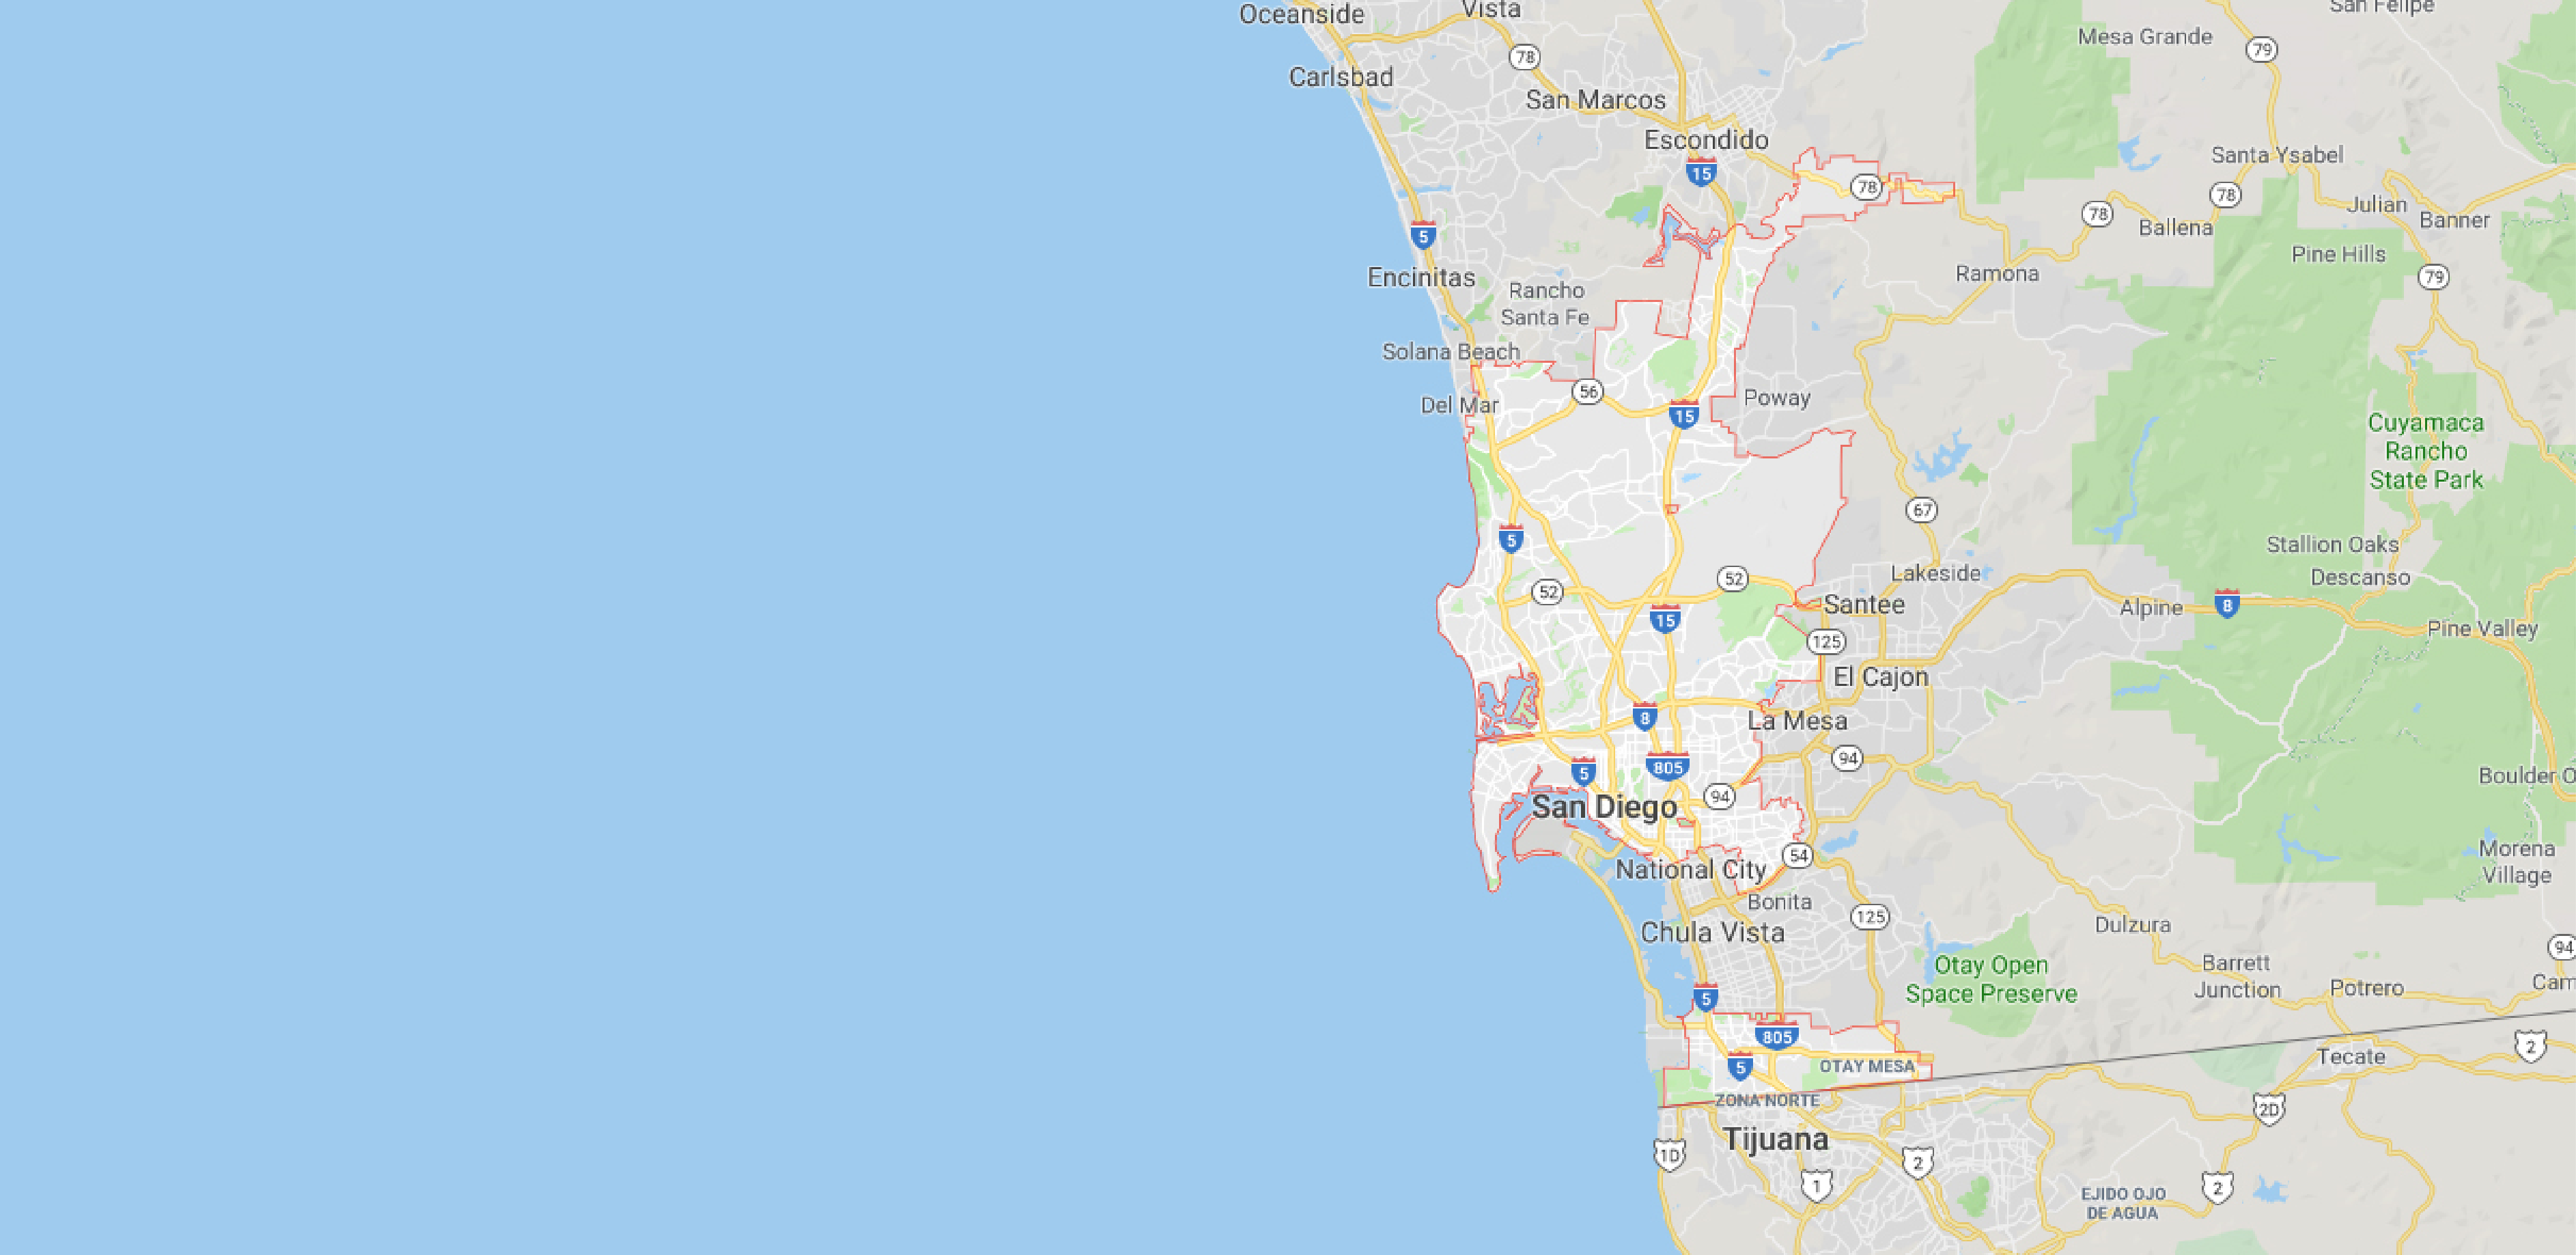 Oceanside
Vista
San Felipe
Mesa Grande
79
78
Carlsbad
San Marcos
Escondido
15
Santa Ysabel
78
78
78
Julian
Banner
Ballena
5
Pine Hills
Encinitas
Ramona
79
Rancho
Santa Fe
Solana Beach
56
Poway
Del Mar
15
Cuyamaca
Rancho
State Park
67
5
Stallion Oaks
52
52
Lakeside
Descanso
Santee
15
Alpine
8
Pine Valley
125
El Cajon
8
La Mesa
94
5
805
Boulder O
94
San Diego
54
National City
Morena
Village
Bonita
125
Chula Vista
Dulzura
94
Otay Open
Space Preserve
Barrett
Junction
Potrero
Cam
5
805
5
OTAY MESA
2
Tecate
ZONA NORTE
2D
Tijuana
1D
2
1
2
EJIDO OJO
DE AGUA